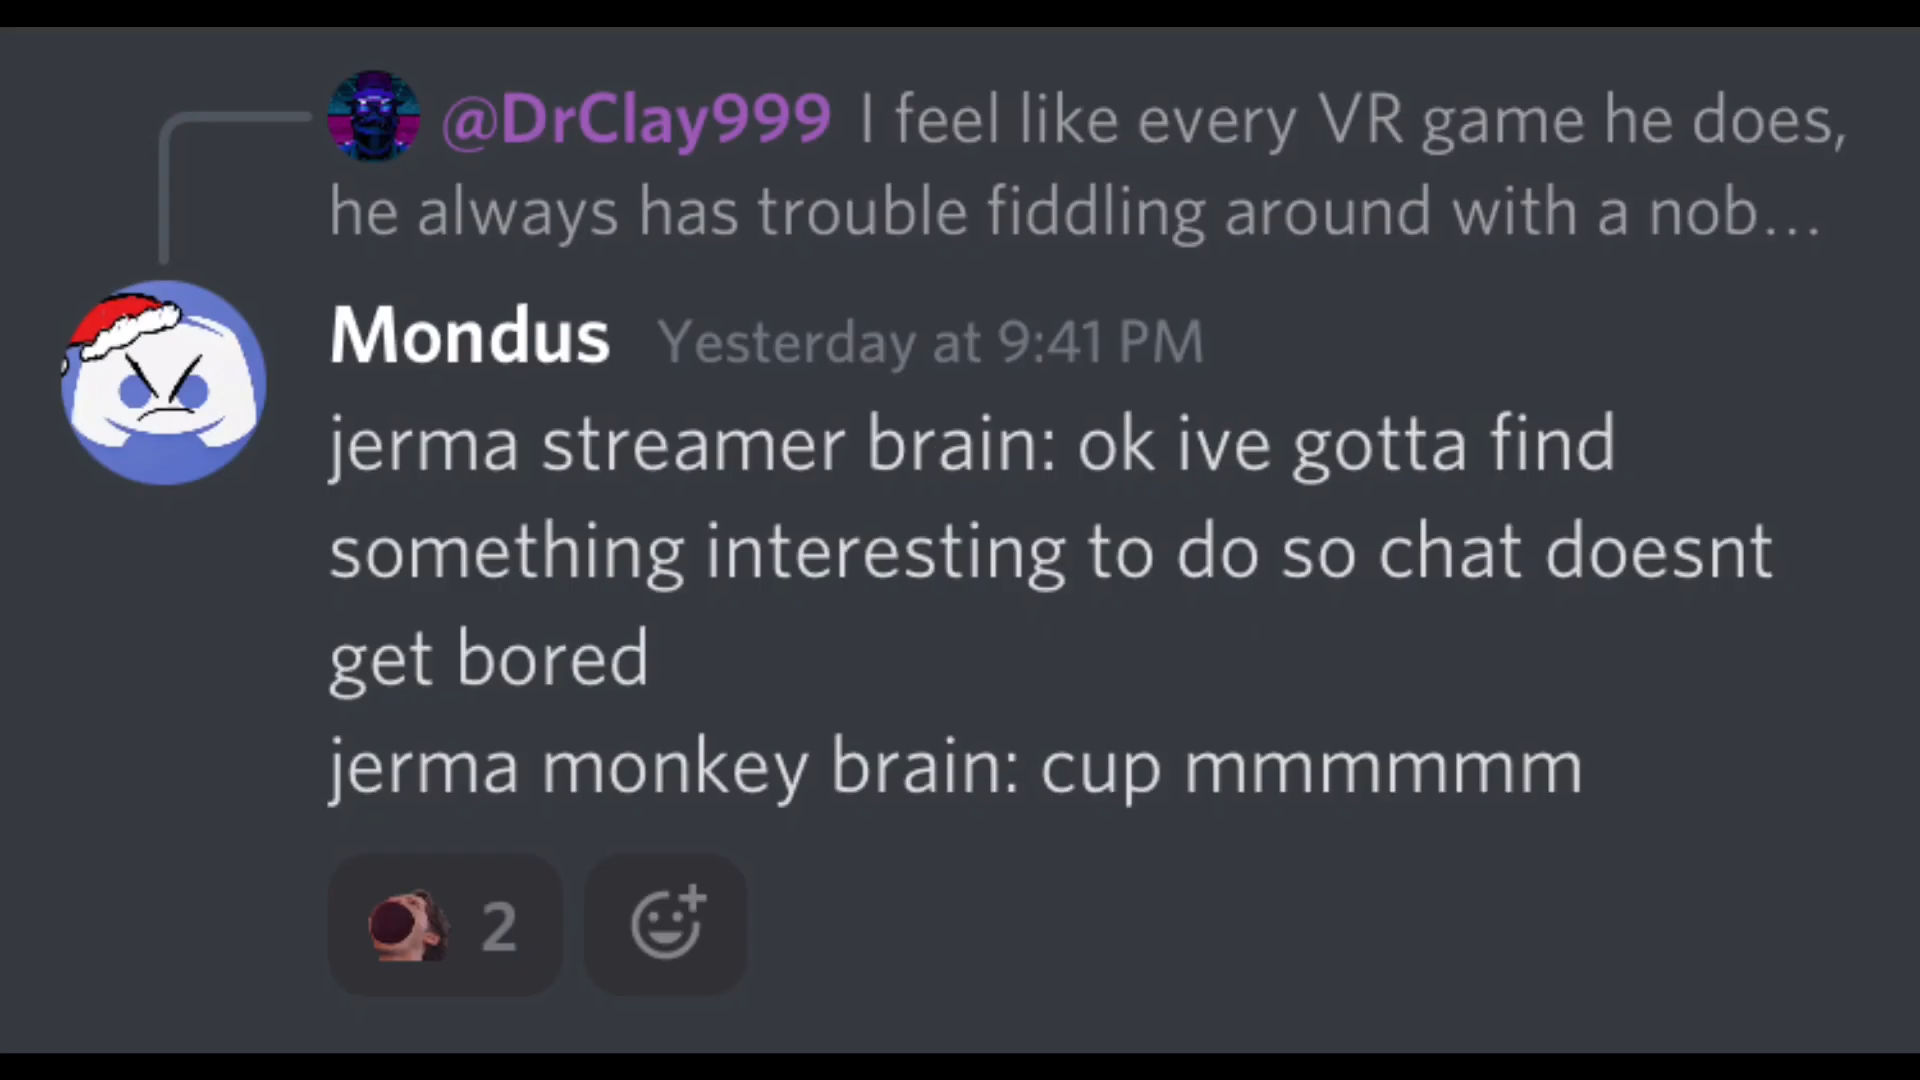 @DrClay999 I feel like every VR game he does,
he always has trouble fiddling around with a nob...
Mondus Yesterday at 9:41 PM
jerma streamer brain: ok ive gotta find
something interesting to do so chat doesnt
get bored
jerma monkey brain: cup mmmmmm
2